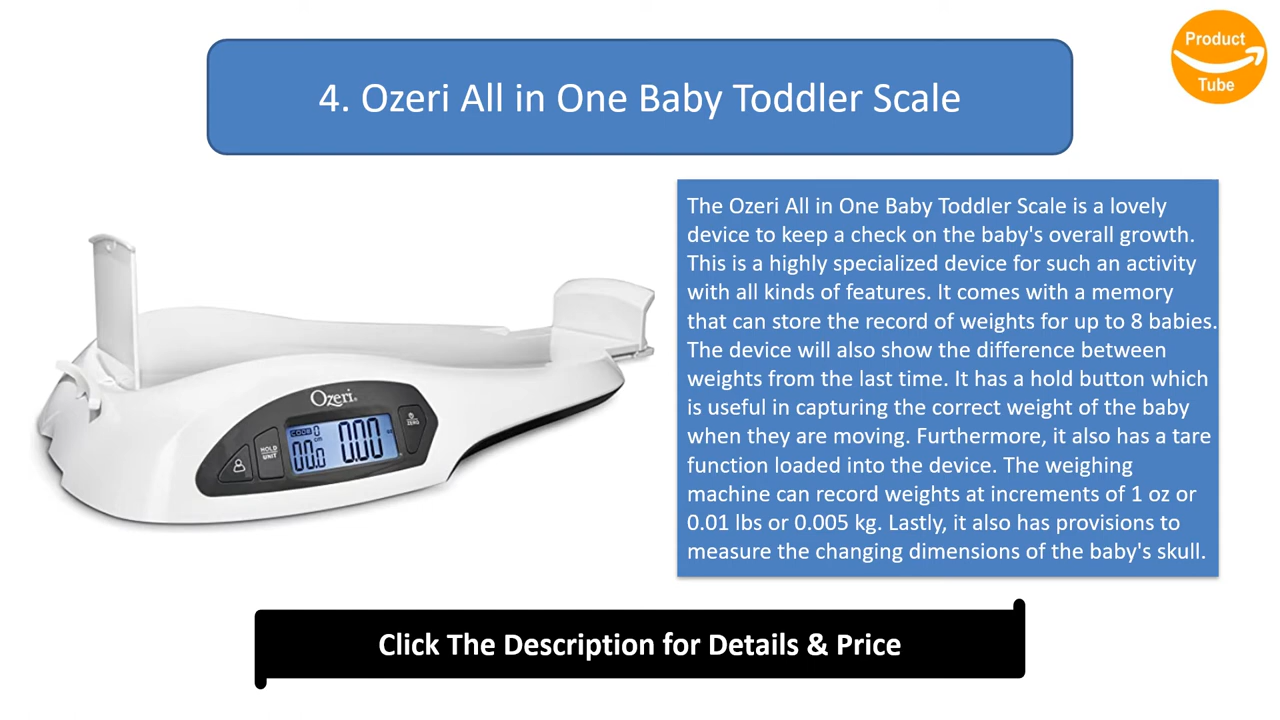 Product
Tube
4. Ozeri All in One Baby Toddler Scale
The Ozeri All in One Baby Toddler Scale is a lovely
device to keep a check on the baby's overall growth.
This is a highly specialized device for such an activity
with all kinds of features. It comes with a memory
that can store the record of weights for up to 8 babies.
The device will also show the difference between
weights from the last time. It has a hold button which
is useful in capturing the correct weight of the baby
when they are moving. Furthermore, it also has a tare
function loaded into the device. The weighing
machine can record weights at increments of 1 oz or
0.01 lbs or 0.005 kg. Lastly, it also has provisions to
measure the changing dimensions of the baby's skull.
Ozeri
HOLD
UNIT
00.0 cm
0.00
ZERO
Click The Description for Details & Price